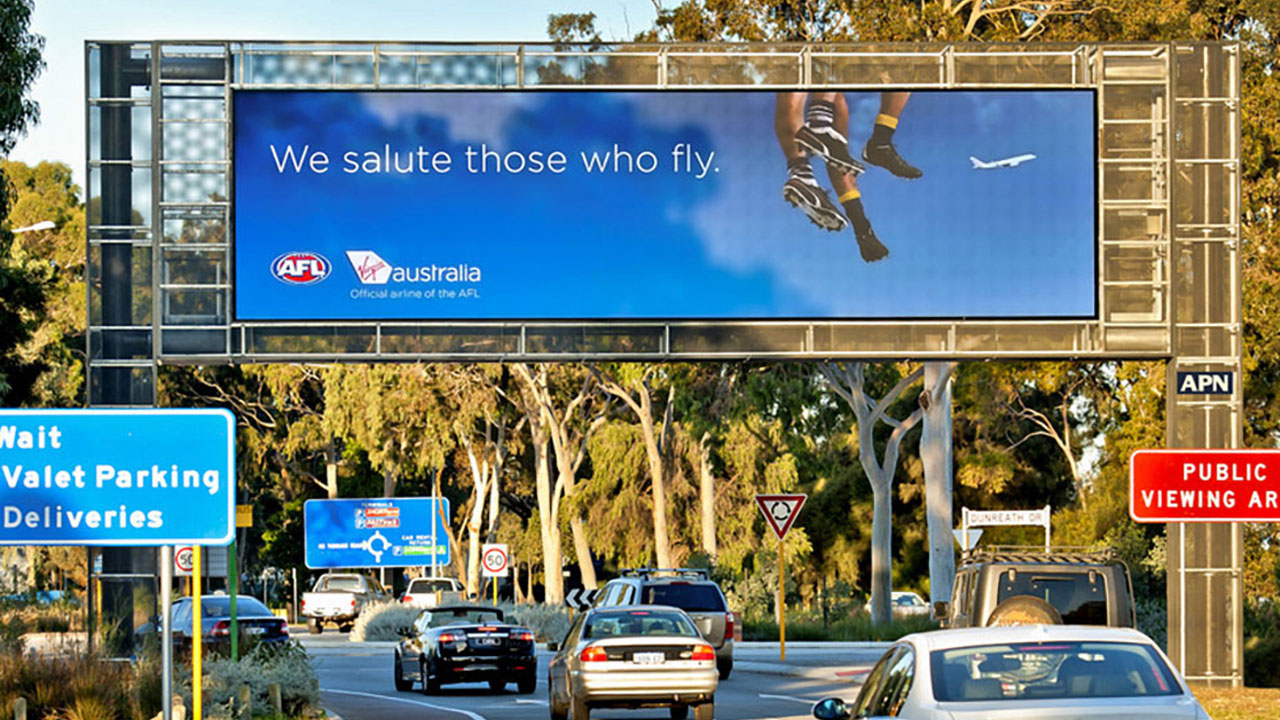 We salute those who fly.
AFL
Virgin australia
Official airline of the AFL
APN
Wait
Valet Parking
Deliveries
PUBLIC
VIEWING AR
TERMINALS
50
50
DUNREATH DR